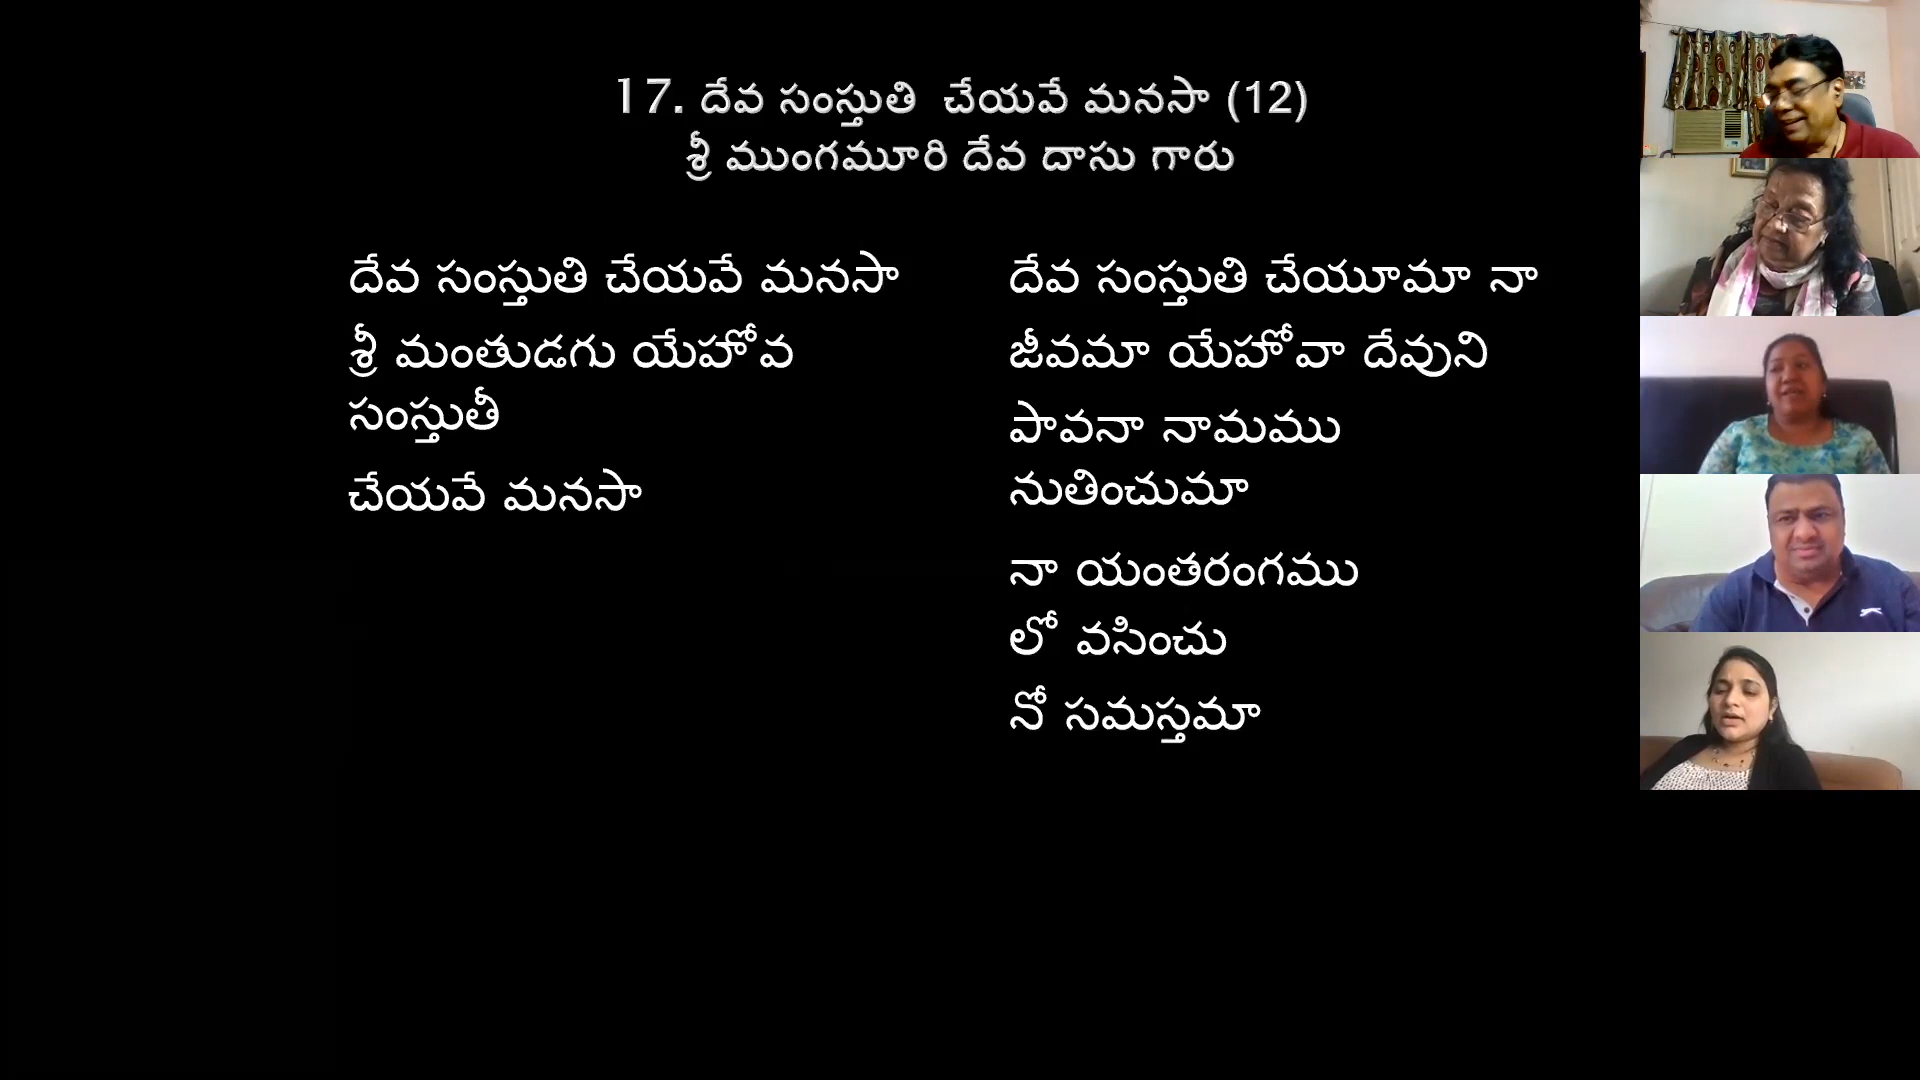 17. దేవ సంస్తుతి చేయవే మనసా (12)
శ్రీ ముంగమూరి దేవ దాసు గారు
దేవ సంస్తుతి చేయవే మనసా
శ్రీ మంతుడగు యేహోవ
సంస్తుతీ
చేయవే మనసా
దేవ సంస్తుతి చేయూమా నా
జీవమా యేహోవా దేవుని
పావనా నామము
నుతించుమా
నా యంతరంగము
లో వసించు
నో సమస్తమా